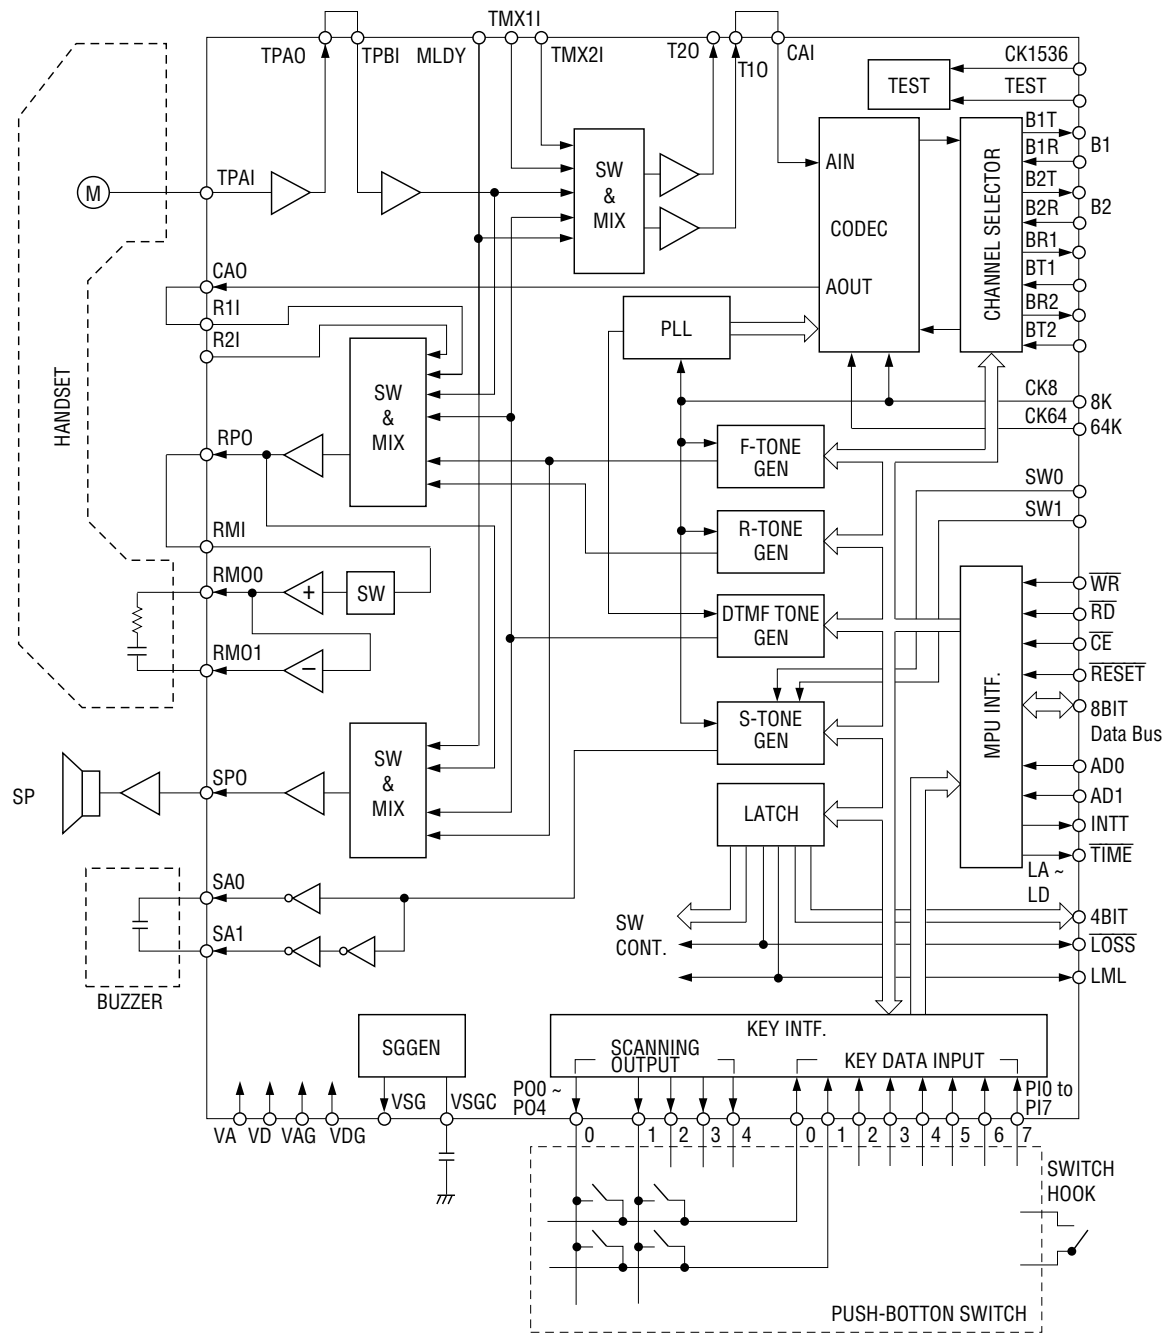 TMX1I
TPAO
TPBI
MLDY
TMX2I
T2O
T1O
CAI
CK1536
TEST
TEST
B1T
B1R
B1
B2T
B2R
B2
BR1
BT1
BR2
BT2
AIN
CODEC
AOUT
CHANNEL SELECTOR
SW
&
MIX
M
TPAI
CAO
R1I
R2I
PLL
HANDSET
SW
&
MIX
CK8
8K
CK64
64K
RPO
F-TONE
GEN
SW0
SW1
RMI
R-TONE
GEN
RMO0
+
SW
WR
RD
DTMF TONE
GEN
CE
RMO1
−
RESET
MPU INTF.
8BIT
Data Bus
S-TONE
GEN
SW
&
MIX
AD0
AD1
SP
SPO
LATCH
INTT
TIME
LA ~
LD
SA0
SW
CONT.
4BIT
LOSS
SA1
LML
BUZZER
KEY INTF.
SGGEN
SCANNING
OUTPUT
KEY DATA INPUT
PO0 ~
PO4
PI0 to
PI7
VSG
VSGC
VA
VD
VAG
VDG
0
1
2
3
4
0
1
2
3
4
5
6
7
SWITCH
HOOK
PUSH-BOTTON SWITCH